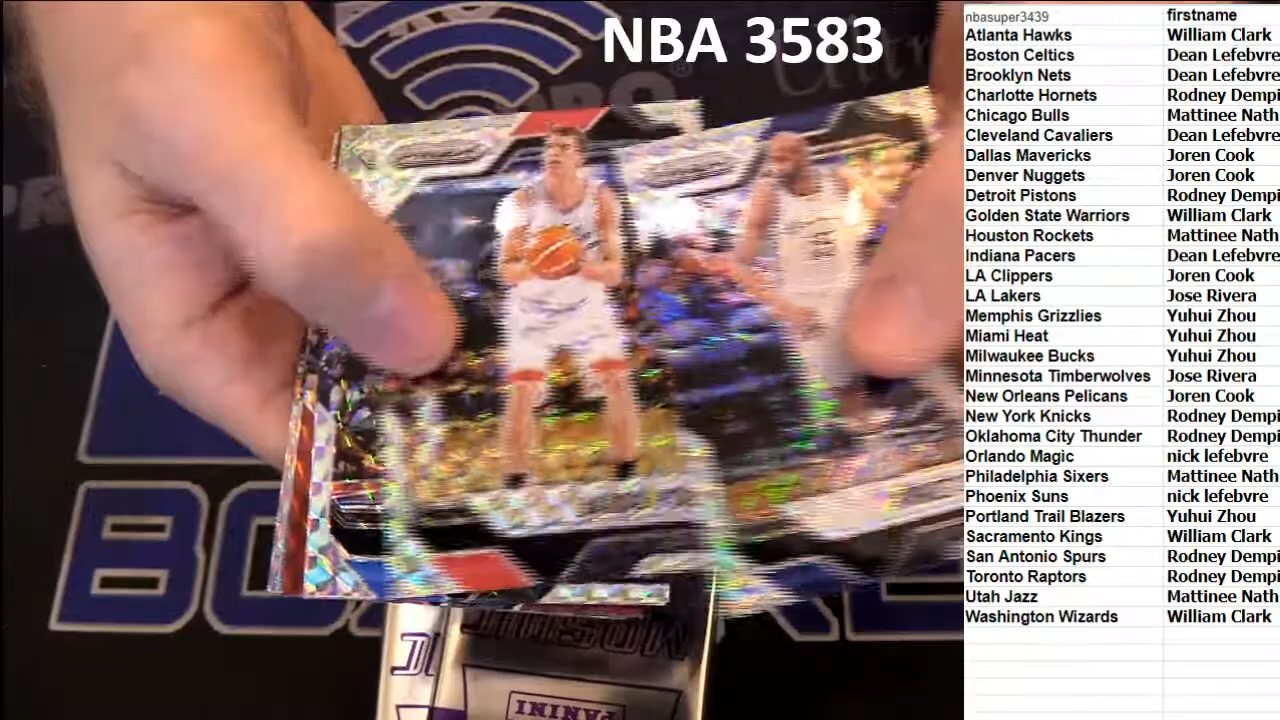 NBA 3583
nbasuper3439 firstname
Atlanta Hawks William Clark
Boston Celtics Dean Lefebvre
Brooklyn Nets Dean Lefebvre
Charlotte Hornets Rodney Dempi
Chicago Bulls Mattinee Nath
Cleveland Cavaliers Dean Lefebvre
Dallas Mavericks Joren Cook
Denver Nuggets Joren Cook
Detroit Pistons Rodney Dempi
Golden State Warriors William Clark
Houston Rockets Mattinee Nath
Indiana Pacers Dean Lefebvre
LA Clippers Joren Cook
LA Lakers Jose Rivera
Memphis Grizzlies Yuhui Zhou
Miami Heat Yuhui Zhou
Milwaukee Bucks Yuhui Zhou
Minnesota Timberwolves Jose Rivera
New Orleans Pelicans Joren Cook
New York Knicks Rodney Dempi
Oklahoma City Thunder Rodney Dempi
Orlando Magic nick lefebvre
Philadelphia Sixers Mattinee Nath
Phoenix Suns nick lefebvre
Portland Trail Blazers Yuhui Zhou
Sacramento Kings William Clark
San Antonio Spurs Rodney Dempi
Toronto Raptors Rodney Dempi
Utah Jazz Mattinee Nath
Washington Wizards William Clark
PANINI